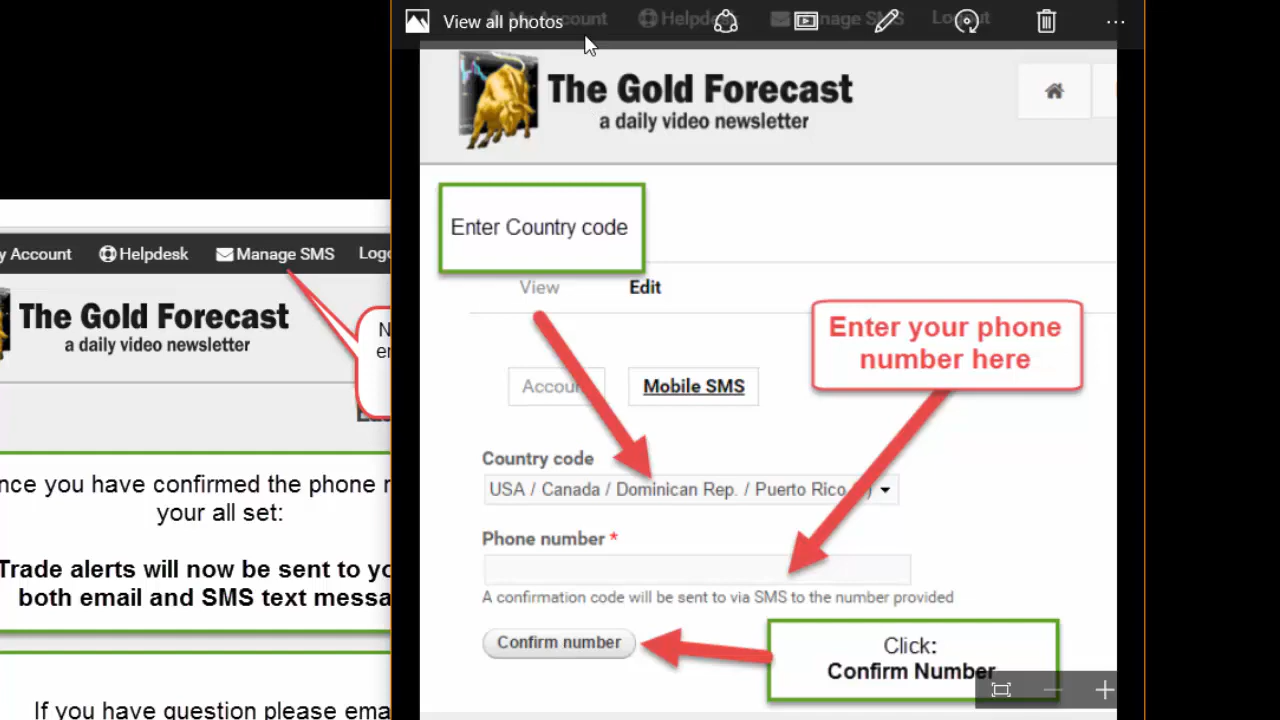 View all photos
My Account
Manage SMS
The Gold Forecast
a daily video newsletter
Enter Country code
View
Edit
Enter your phone
number here
Mobile SMS
Country code
USA / Canada / Dominican Rep. / Puerto Rico
Phone number *
A confirmation code will be sent to via SMS to the number provided
Confirm number
Click:
Confirm Number
Account
Helpdesk
Manage SMS
The Gold Forecast
a daily video newsletter
you have confirmed the phone
your all set:
Trade alerts will now be sent to
both email and SMS text
If you have question please